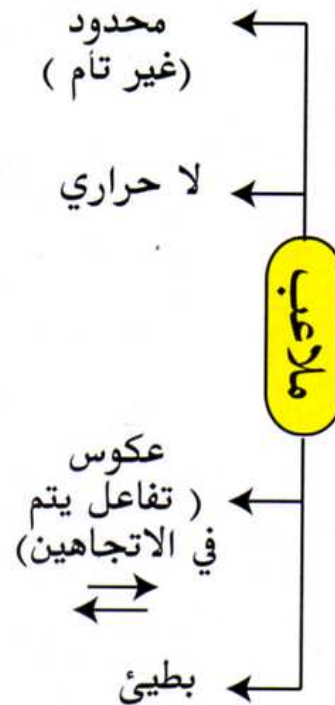 محدود
(غير تام )
لا حراري
ملاعب
عكوس
( تفاعل يتم
في الاتجاهين)
بطيئ